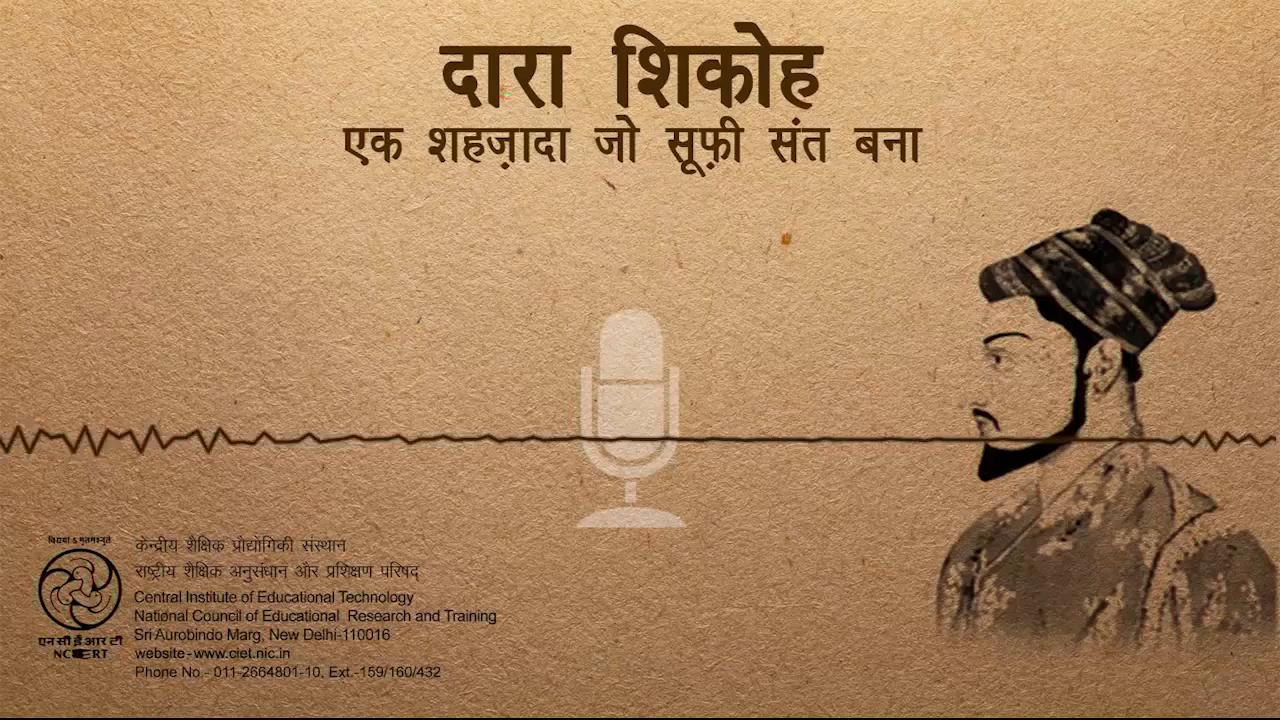 दारा शिकोह
एक शहज़ादा जो सूफ़ी संत बना
विद्यया ऽ मृतमश्नुते
एन सी ई आर टी
NCERT
केन्द्रीय शैक्षिक प्रौद्योगिकी संस्थान
राष्ट्रीय शैक्षिक अनुसंधान और प्रशिक्षण परिषद्
Central Institute of Educational Technology
National Council of Educational Research and Training
Sri Aurobindo Marg, New Delhi-110016
website-www.ciet.nic.in
Phone No.- 011-2664801-10, Ext.-159/160/432